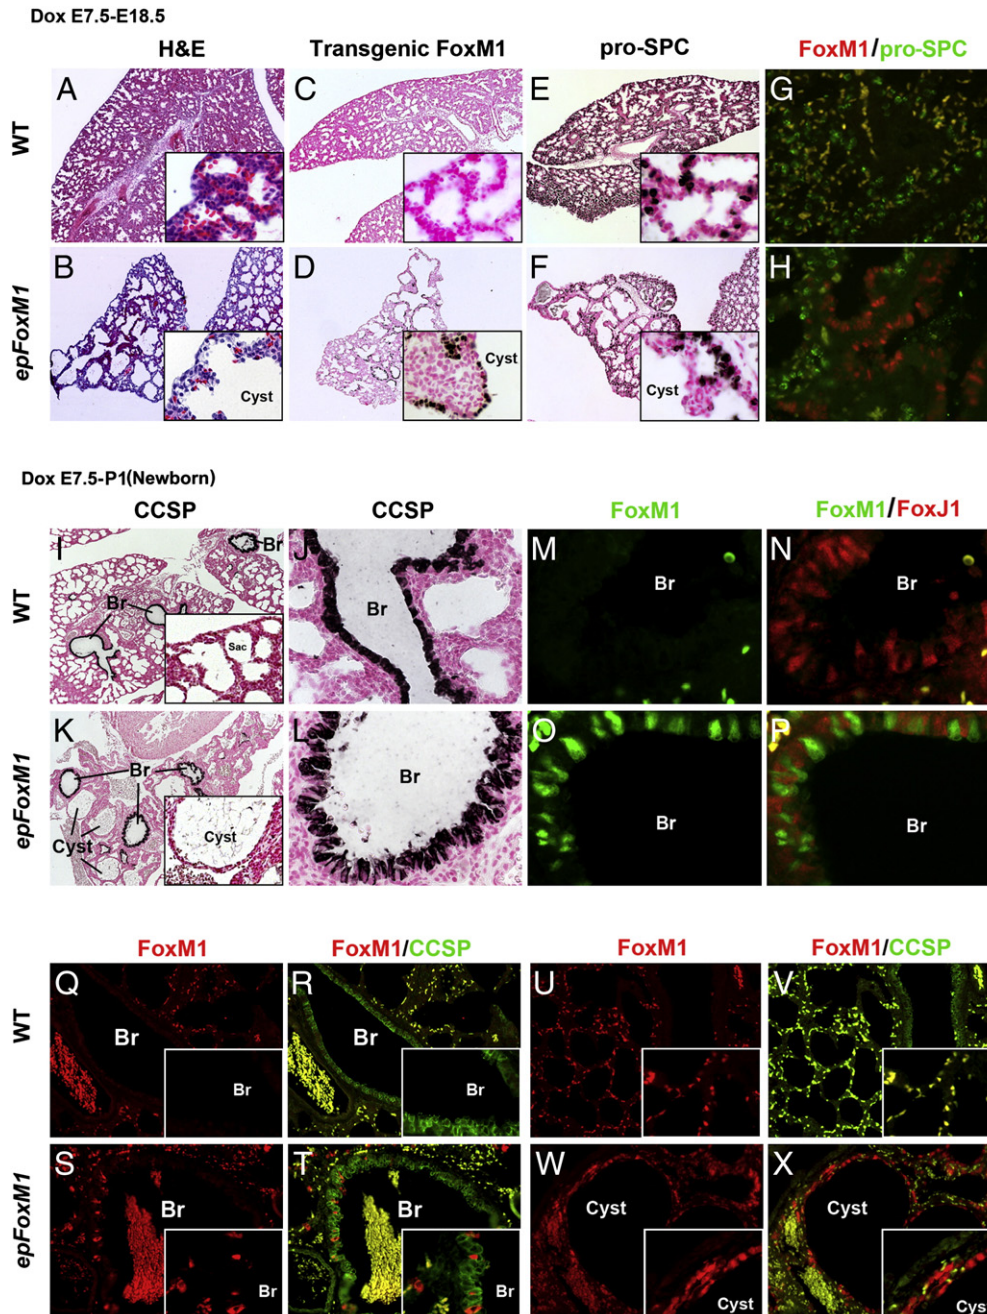 Dox E7.5-E18.5
H&E Transgenic FoxM1 pro-SPC FoxM1/pro-SPC
WT
A C E G
epFoxM1
B D F H
Cyst Cyst Cyst
Dox E7.5-P1(Newborn)
CCSP CCSP FoxM1 FoxM1/FoxJ1
WT
I J M N
Br Br Br Br Br
Sac
epFoxM1
K L O P
Br Br Br Br
Cyst Cyst
FoxM1 FoxM1/CCSP FoxM1 FoxM1/CCSP
WT
Q R U V
Br Br
Br Br
epFoxM1
S T W X
Br Br Cyst Cyst
Br Br Cyst Cyst